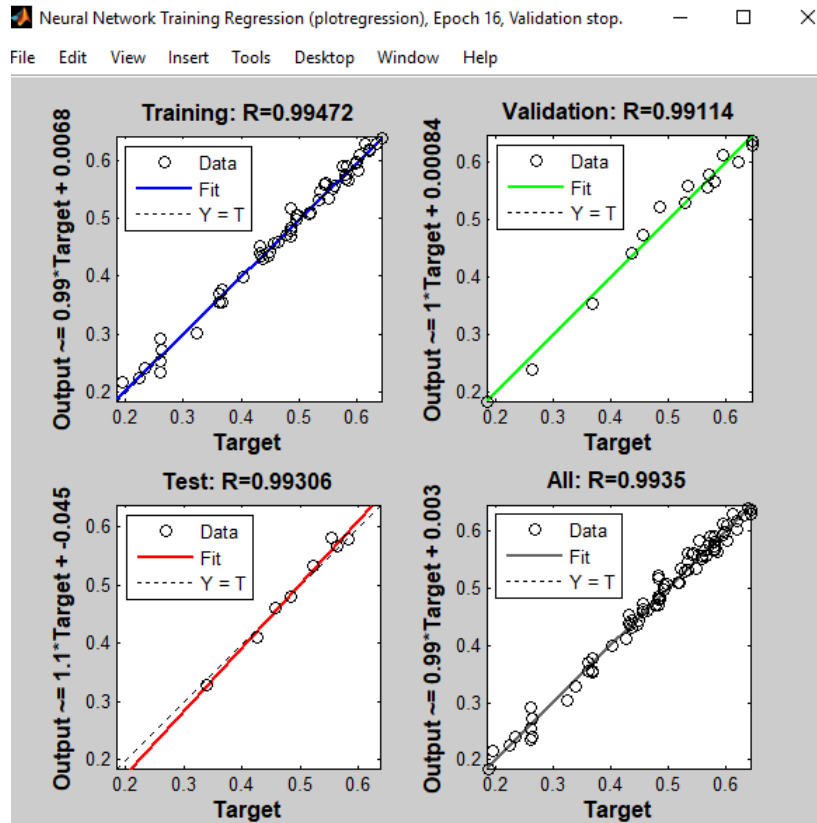 Neural Network Training Regression (plotregression), Epoch 16, Validation stop.
File Edit View Insert Tools Desktop Window Help
Training: R=0.99472
Output ~= 0.99*Target + 0.0068
Data
Fit
Y = T
0.6
0.5
0.4
0.3
0.2
0.2 0.3 0.4 0.5 0.6
Target
Validation: R=0.99114
Output ~= 1*Target + 0.00084
Data
Fit
Y = T
0.6
0.5
0.4
0.3
0.2
0.2 0.3 0.4 0.5 0.6
Target
Test: R=0.99306
Output ~= 1.1*Target + -0.045
Data
Fit
Y = T
0.6
0.5
0.4
0.3
0.2
0.2 0.3 0.4 0.5 0.6
Target
All: R=0.9935
Output ~= 0.99*Target + 0.003
Data
Fit
Y = T
0.6
0.5
0.4
0.3
0.2
0.2 0.3 0.4 0.5 0.6
Target